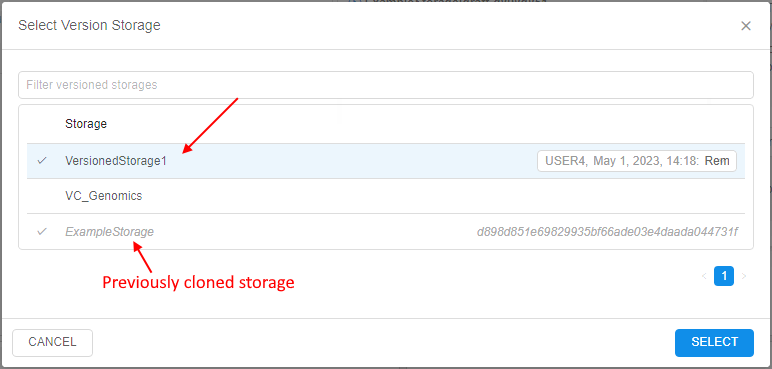 Select Version Storage
Filter versioned storages
Storage
VersionedStorage1 USER4, May 1, 2023, 14:18: Rem
VC_Genomics
ExampleStorage d898d851e69829935bf66ade03e4daada044731f
Previously cloned storage
1
CANCEL SELECT